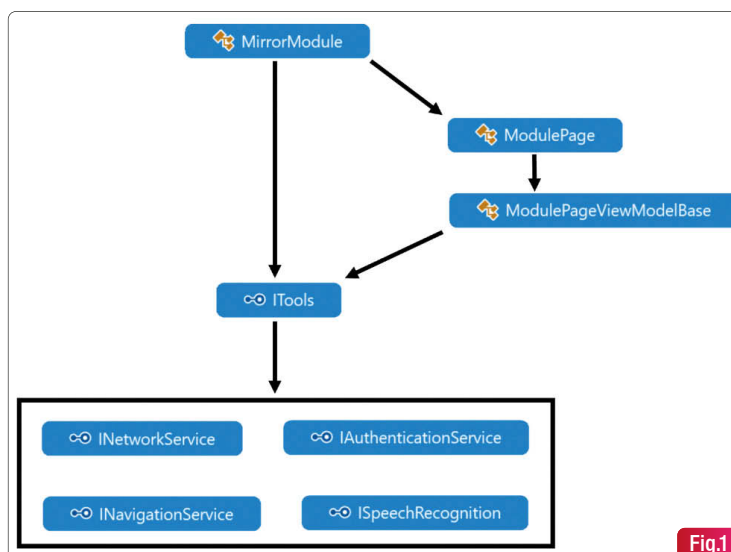 MirrorModule
ModulePage
ModulePageViewModelBase
ITools
INetworkService
IAuthenticationService
INavigationService
ISpeechRecognition
Fig.1